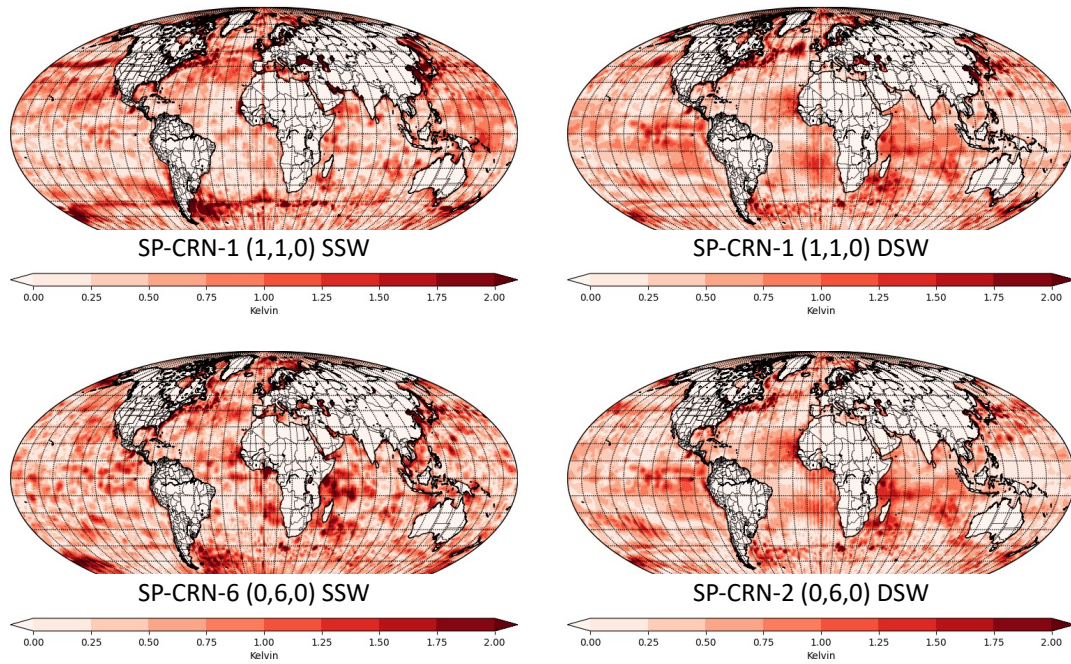 SP-CRN-1 (1,1,0) SSW
SP-CRN-1 (1,1,0) DSW
0.00 0.25 0.50 0.75 1.00 1.25 1.50 1.75 2.00
Kelvin
0.00 0.25 0.50 0.75 1.00 1.25 1.50 1.75 2.00
Kelvin
SP-CRN-6 (0,6,0) SSW
SP-CRN-2 (0,6,0) DSW
0.00 0.25 0.50 0.75 1.00 1.25 1.50 1.75 2.00
Kelvin
0.00 0.25 0.50 0.75 1.00 1.25 1.50 1.75 2.00
Kelvin